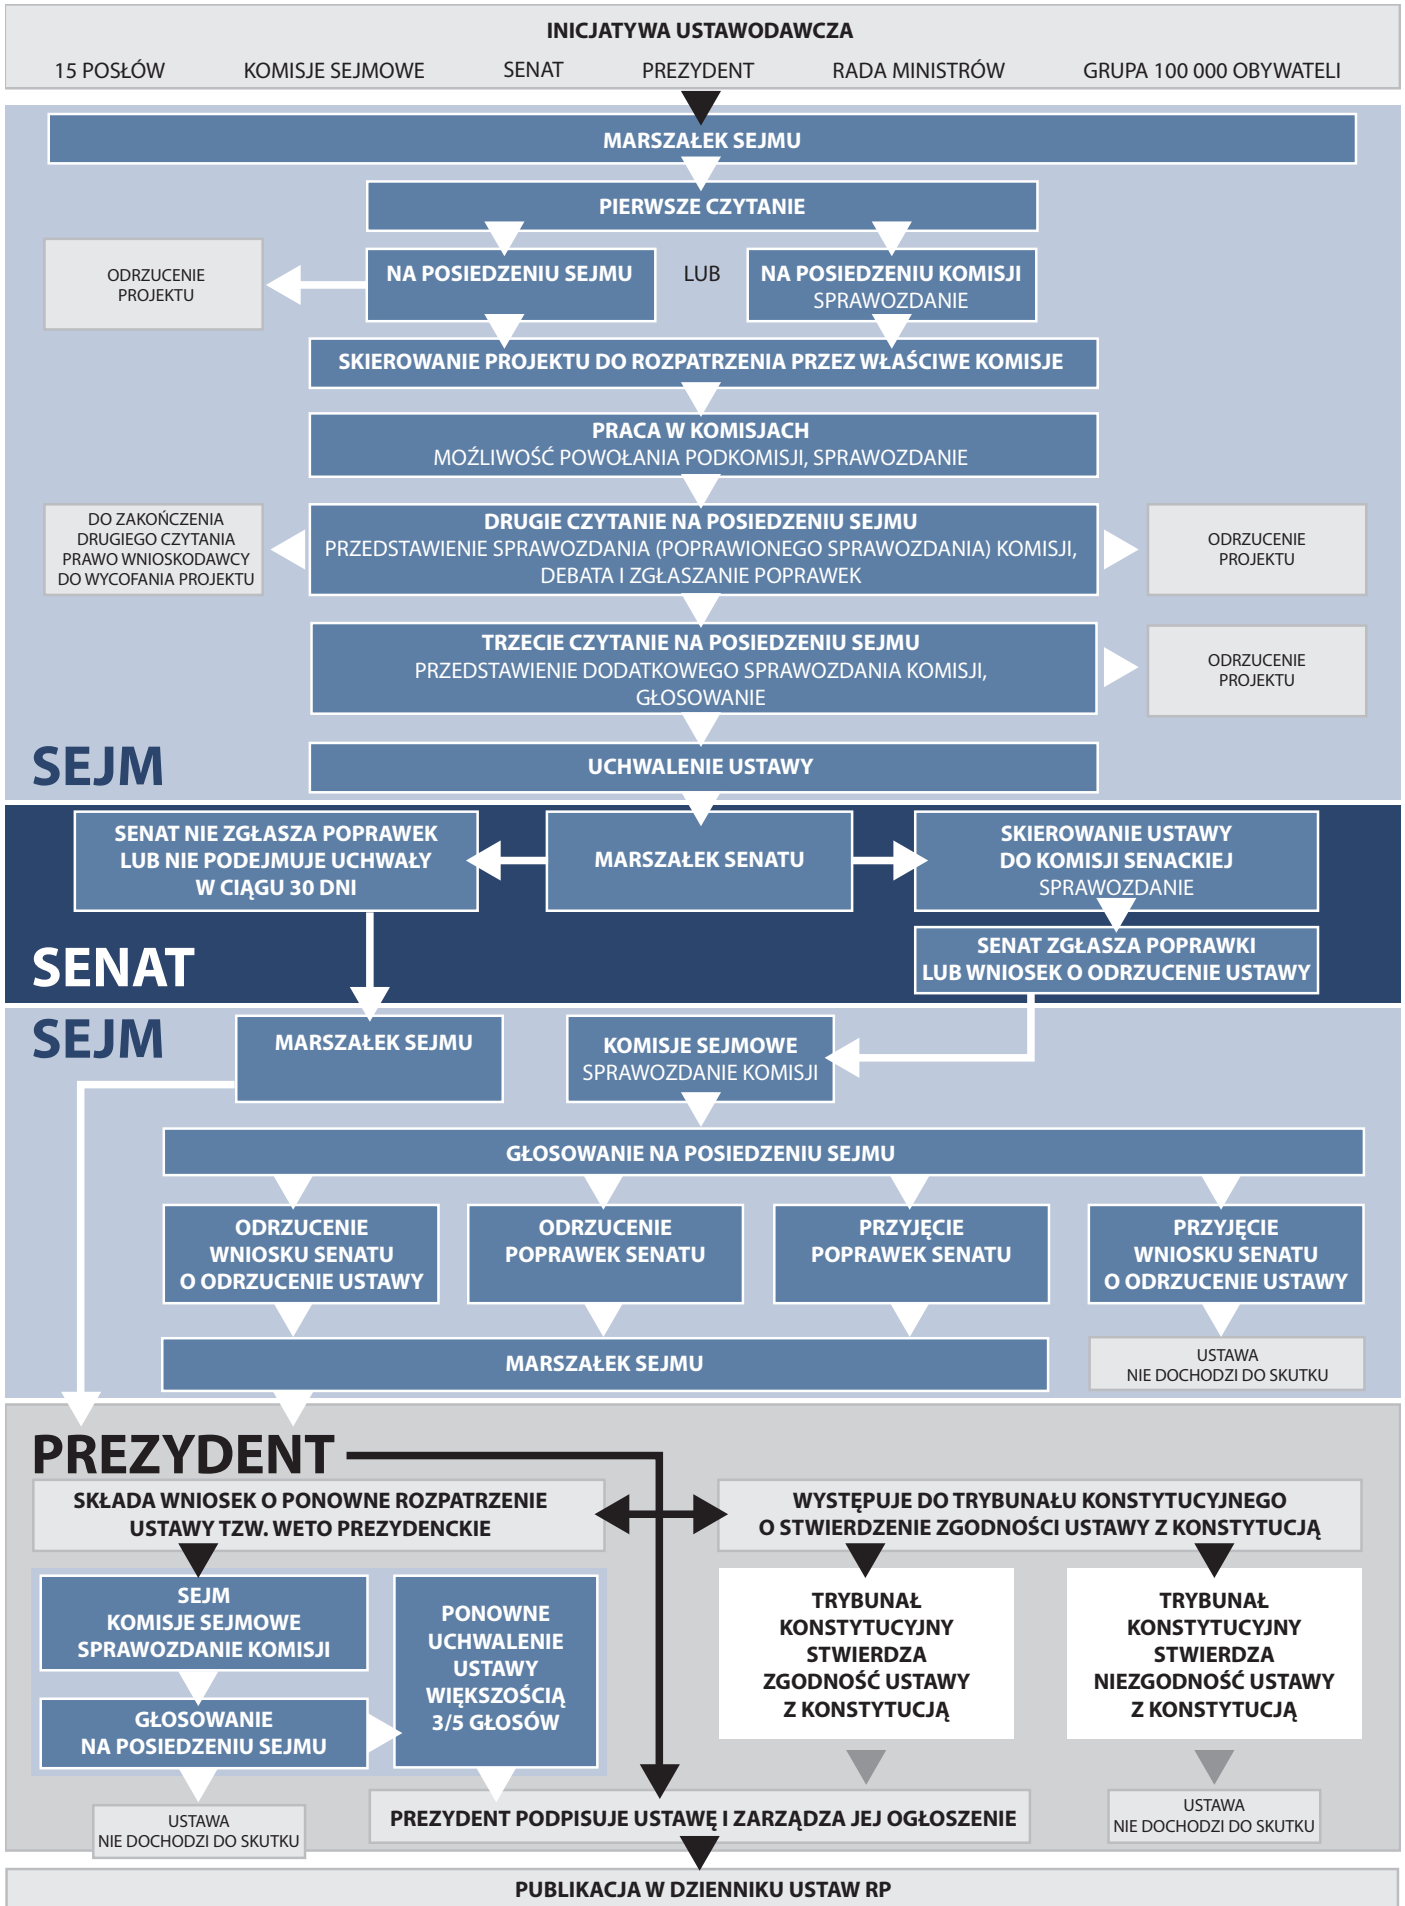 INICJATYWA USTAWODAWCZA
15 POSŁÓW KOMISJE SEJMOWE SENAT PREZYDENT RADA MINISTRÓW GRUPA 100 000 OBYWATELI
MARSZAŁEK SEJMU
PIERWSZE CZYTANIE
ODRZUCENIE
PROJEKTU
NA POSIEDZENIU SEJMU
LUB
NA POSIEDZENIU KOMISJI
SPRAWOZDANIE
SKIEROWANIE PROJEKTU DO ROZPATRZENIA PRZEZ WŁAŚCIWE KOMISJE
PRACA W KOMISJACH
MOŹLIWOŚĆ POWOŁANIA PODKOMISJI, SPRAWOZDANIE
DO ZAKOŃCZENIA
DRUGIEGO CZYTANIA
PRAWO WNIOSKODAWCY
DO WYCOFANIA PROJEKTU
DRUGIE CZYTANIE NA POSIEDZENIU SEJMU
PRZEDSTAWIENIE SPRAWOZDANIA (POPRAWIONEGO SPRAWOZDANIA) KOMISJI,
DEBATA I ZGŁASZANIE POPRAWEK
ODRZUCENIE
PROJEKTU
TRZECIE CZYTANIE NA POSIEDZENIU SEJMU
PRZEDSTAWIENIE DODATKOWEGO SPRAWOZDANIA KOMISJI,
GŁOSOWANIE
ODRZUCENIE
PROJEKTU
SEJM
UCHWALENIE USTAWY
SENAT NIE ZGŁASZA POPRAWEK
LUB NIE PODEJMUJE UCHWAŁY
W CIĄGU 30 DNI
MARSZAŁEK SENATU
SKIEROWANIE USTAWY
DO KOMISJI SENACKIEJ
SPRAWOZDANIE
SENAT
SENAT ZGŁASZA POPRAWKI
LUB WNIOSEK O ODRZUCENIE USTAWY
SEJM
MARSZAŁEK SEJMU
KOMISJE SEJMOWE
SPRAWOZDANIE KOMISJI
GŁOSOWANIE NA POSIEDZENIU SEJMU
ODRZUCENIE
WNIOSKU SENATU
O ODRZUCENIE USTAWY
ODRZUCENIE
POPRAWEK SENATU
PRZYJĘCIE
POPRAWEK SENATU
PRZYJĘCIE
WNIOSKU SENATU
O ODRZUCENIE USTAWY
MARSZAŁEK SEJMU
USTAWA
NIE DOCHODZI DO SKUTKU
PREZYDENT
SKŁADA WNIOSEK O PONOWNE ROZPATRZENIE
USTAWY TZW. WETO PREZYDENCKIE
WYSTĘPUJE DO TRYBUNAŁU KONSTYTUCYJNEGO
O STWIERDZENIE ZGODNOŚCI USTAWY Z KONSTYTUCJĄ
SEJM
KOMISJE SEJMOWE
SPRAWOZDANIE KOMISJI
GŁOSOWANIE
NA POSIEDZENIU SEJMU
PONOWNE
UCHWALENIE
USTAWY
WIĘKSZOŚCIĄ
3/5 GŁOSÓW
TRYBUNAŁ
KONSTYTUCYJNY
STWIERDZA
ZGODNOŚĆ USTAWY
Z KONSTYTUCJĄ
TRYBUNAŁ
KONSTYTUCYJNY
STWIERDZA
NIEZGODNOŚĆ USTAWY
Z KONSTYTUCJĄ
USTAWA
NIE DOCHODZI DO SKUTKU
PREZYDENT PODPISUJE USTAWĘ I ZARZĄDZA JEJ OGŁOSZENIE
USTAWA
NIE DOCHODZI DO SKUTKU
PUBLIKACJA W DZIENNIKU USTAW RP